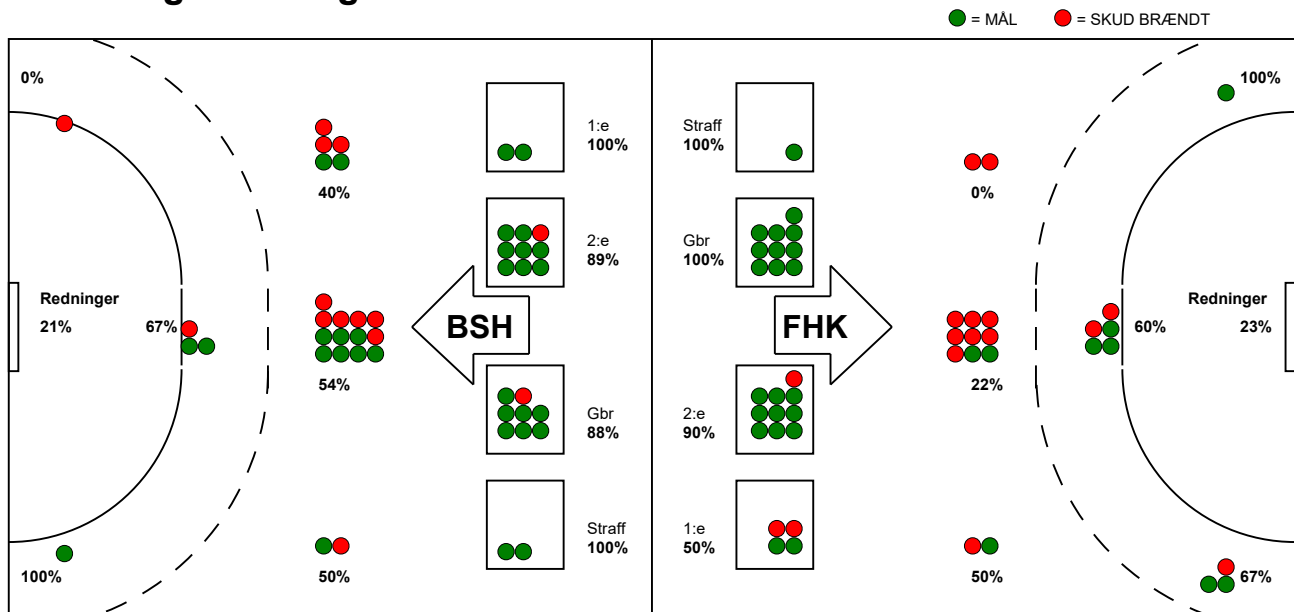 = MÅL
= SKUD BRÆNDT
0%
100%
1:e
100%
Straff
100%
40%
0%
2:e
89%
Gbr
100%
Redninger
21%
67%
BSH
FHK
60%
Redninger
23%
54%
22%
Gbr
88%
2:e
90%
Straff
100%
1:e
50%
100%
50%
50%
67%